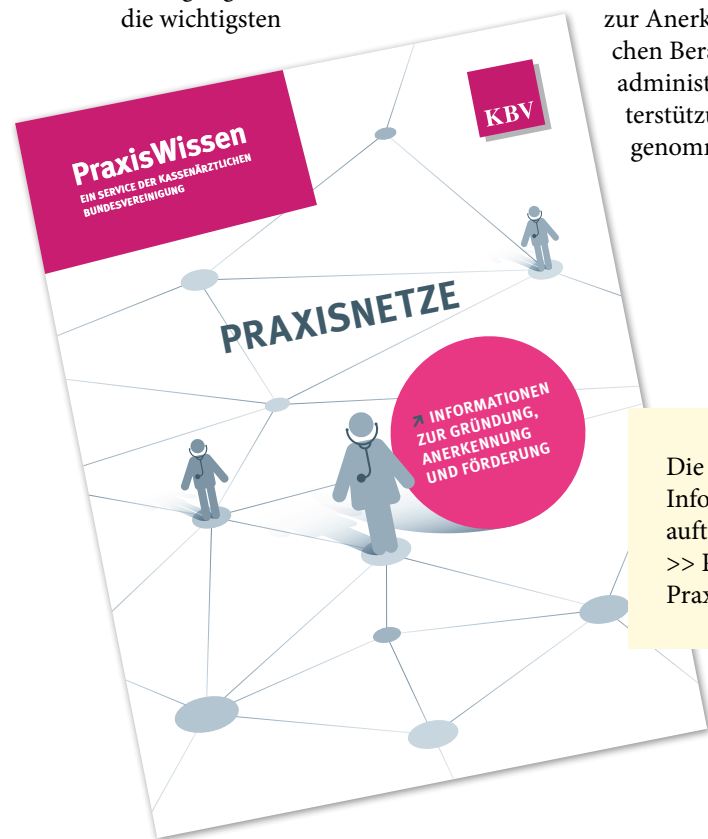 die wichtigsten
PraxisWissen
EIN SERVICE DER KASSENÄRZTLICHEN
BUNDESVEREINIGUNG
KBV
PRAXISNETZE
↗ INFORMATIONEN
ZUR GRÜNDUNG,
ANERKENNUNG
UND FÖRDERUNG
zur Anerk
chen Bera
administ
terstützu
genomm
Die
Info
auft
>>
Prax